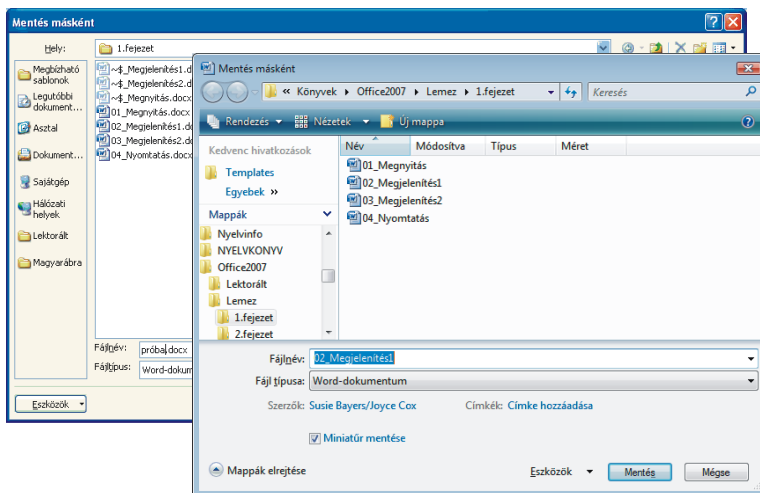 Mentés másként
Hely:
1.fejezet
Megbízható
sablonok
Legutóbbi
dokument...
Asztal
Dokument...
Sajátgép
Hálózati
helyek
Lektorált
Magyarábra
~$_Megjelenítés1.d
~$_Megjelenítés2.d
~$_Megnyitás.docx
01_Megnyitás.docx
02_Megjelenítés1.do
03_Megjelenítés2.do
04_Nyomtatás.docx
Fájlnév:
próba.docx
Fájltípus:
Word-dokum
Eszközök
Mentés másként
« Könyvek Office2007 Lemez 1.fejezet
Keresés
Rendezés Nézetek Új mappa
Kedvenc hivatkozások
Templates
Egyebek »
Mappák
Nyelvinfo
NYELVKONYV
Office2007
Lektorált
Lemez
1.fejezet
2.fejezet
Név Módosítva Típus Méret
01_Megnyitás
02_Megjelenítés1
03_Megjelenítés2
04_Nyomtatás
Fájlnév: 02_Megjelenítés1
Fájl típusa: Word-dokumentum
Szerzők: Susie Bayers/Joyce Cox Címkék: Címke hozzáadása
Miniatűr mentése
Mappák elrejtése
Eszközök Mentés Mégse